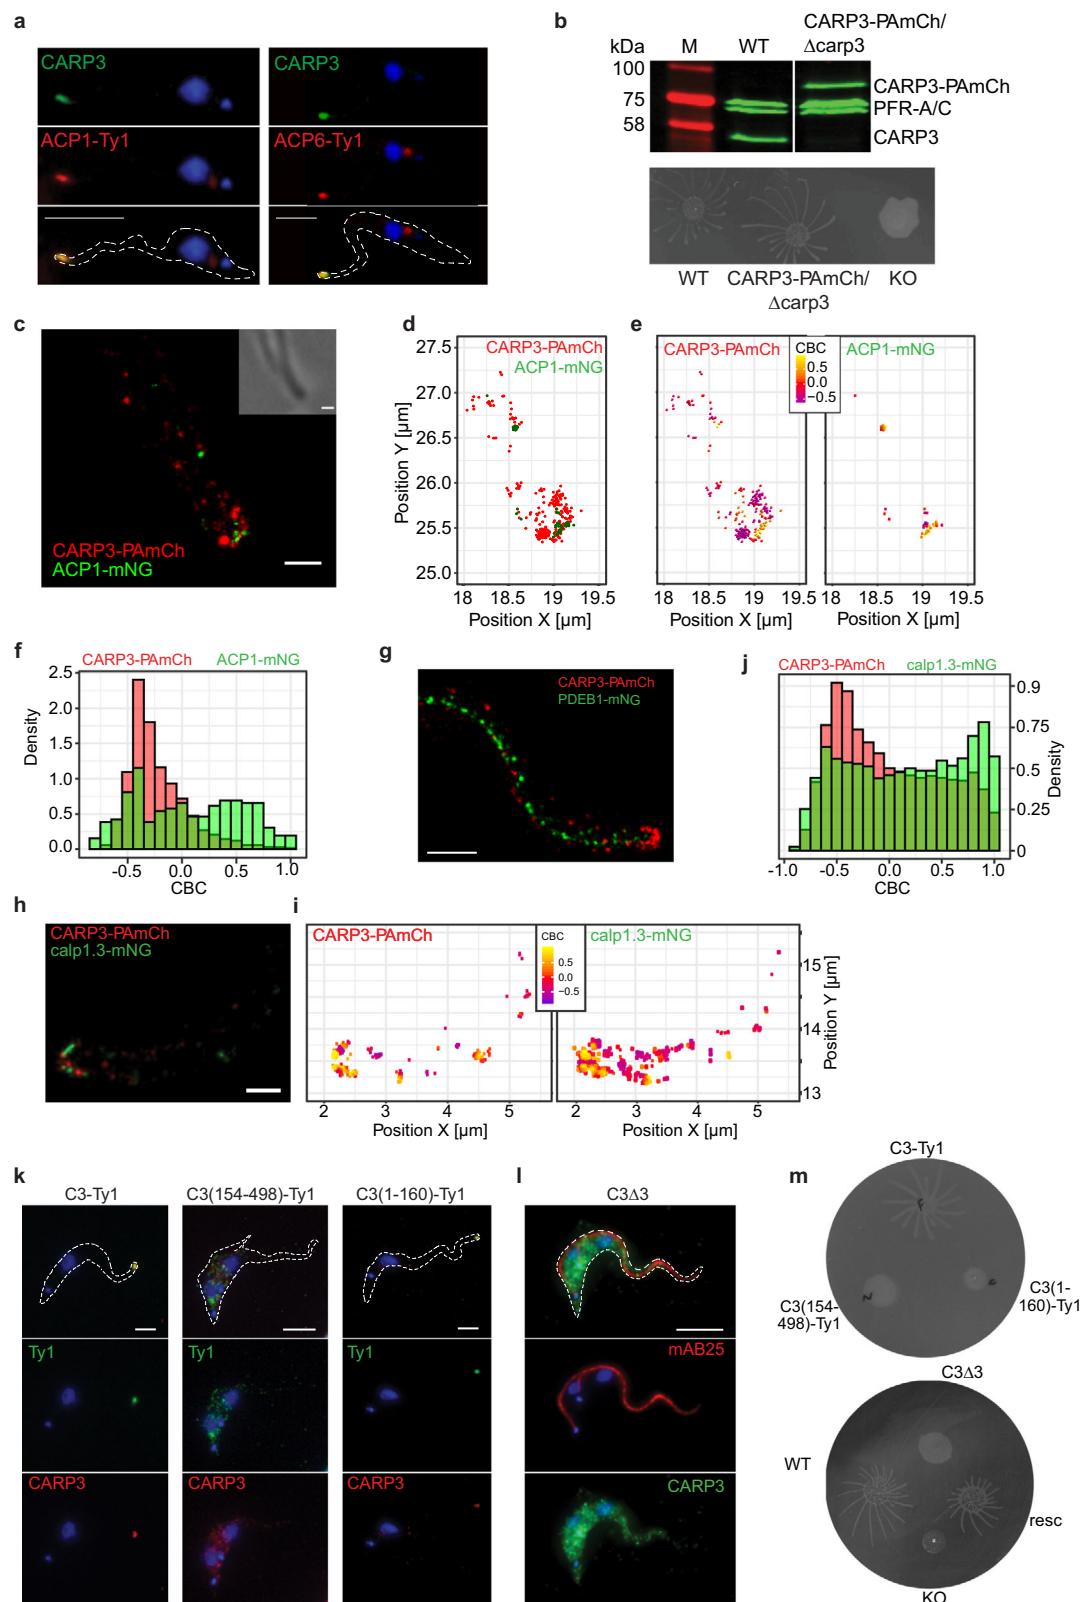 a
CARP3
CARP3
ACP1-Ty1
ACP6-Ty1
b
CARP3-PAmCh/
Δcarp3
kDa
M
WT
100
75
58
CARP3-PAmCh
PFR-A/C
CARP3
WT
CARP3-PAmCh/
Δcarp3
KO
c
CARP3-PAmCh
ACP1-mNG
d
CARP3-PAmCh
ACP1-mNG
27.5
27.0
26.5
26.0
25.5
25.0
Position Y [µm]
18 18.5 19 19.5
Position X [µm]
e
CARP3-PAmCh
CBC
0.5
0.0
−0.5
ACP1-mNG
18 18.5 19 19.5
Position X [µm]
18 18.5 19 19.5
Position X [µm]
f
CARP3-PAmCh
ACP1-mNG
2.5
2.0
1.5
1.0
0.5
0.0
Density
-0.5 0.0 0.5 1.0
CBC
g
CARP3-PAmCh
PDEB1-mNG
j
CARP3-PAmCh
calp1.3-mNG
0.9
0.75
0.5
0.25
0
Density
-1.0 -0.5 0.0 0.5 1.0
CBC
h
CARP3-PAmCh
calp1.3-mNG
i
CARP3-PAmCh
CBC
0.5
0.0
−0.5
calp1.3-mNG
15
14
13
Position Y [µm]
2 3 4 5
Position X [µm]
2 3 4 5
Position X [µm]
k
C3-Ty1
C3(154-498)-Ty1
C3(1-160)-Ty1
Ty1
Ty1
Ty1
CARP3
CARP3
CARP3
l
C3Δ3
mAB25
CARP3
m
C3-Ty1
C3(154-
498)-Ty1
C3(1-
160)-Ty1
C3Δ3
WT
resc
KO